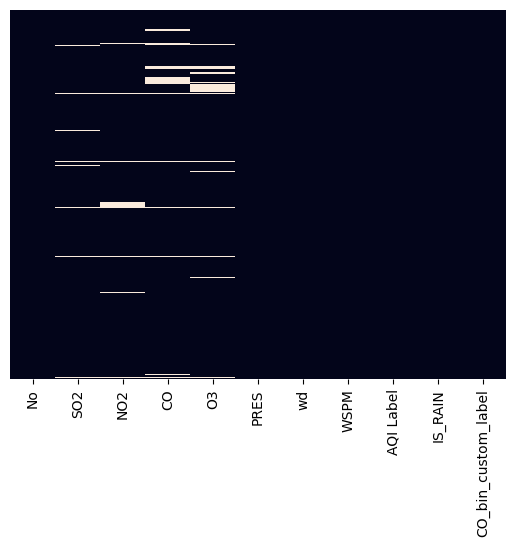 No
SO2
NO2
CO
O3
PRES
wd
WSPM
AQI Label
IS_RAIN
CO_bin_custom_label